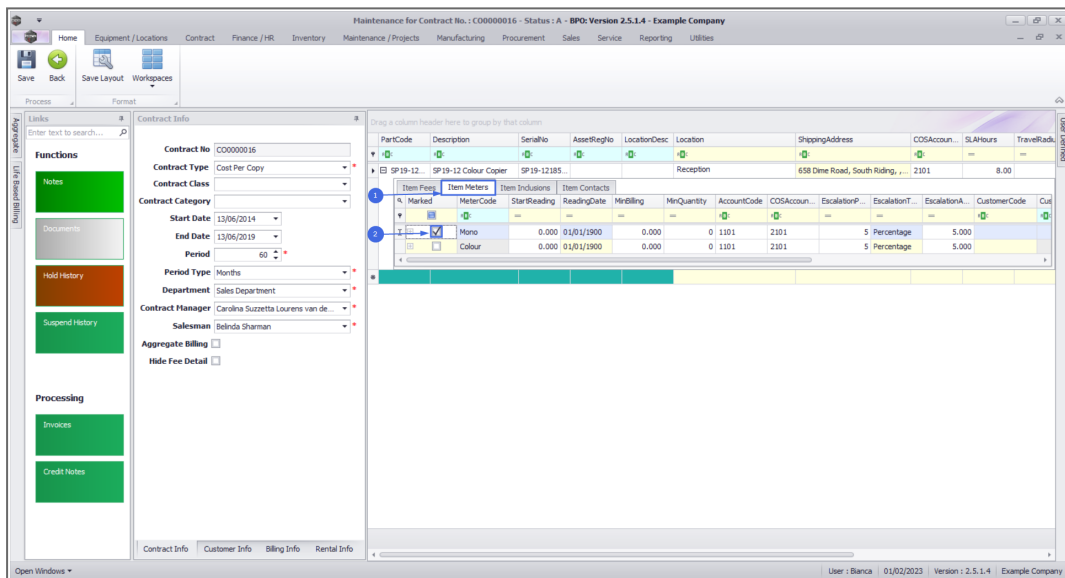 Maintenance for Contract No. : CO0000016 - Status : A - BPO: Version 2.5.1.4 - Example Company
Home Equipment / Locations Contract Finance / HR Inventory Maintenance / Projects Manufacturing Procurement Sales Service Reporting Utilities
Save Back Save Layout Workspaces
Process Format
Aggregate
Life Based Billing
Links
Enter text to search...
Functions
Notes
Documents
Hold History
Suspend History
Processing
Invoices
Credit Notes
Contract Info
Contract No CO0000016
Contract Type Cost Per Copy *
Contract Class
Contract Category
Start Date 13/06/2014
End Date 13/06/2019
Period 60 *
Period Type Months *
Department Sales Department *
Contract Manager Carolina Suzzetta Lourens van de... *
Salesman Belinda Sharman *
Aggregate Billing
Hide Fee Detail
Contract Info Customer Info Billing Info Rental Info
Drag a column header here to group by that column
PartCode Description SerialNo AssetRegNo LocationDesc Location ShippingAddress COSAccoun... SLAHours TravelRadiu
SP19-12... SP19-12 Colour Copier SP19-12185... Reception 658 Dime Road, South Riding, ,... 2101 8.00
1 Item Fees Item Meters Item Inclusions Item Contacts
Marked MeterCode StartReading ReadingDate MinBilling MinQuantity AccountCode COSAccoun... EscalationP... EscalationT... EscalationA... CustomerCode Cus
2 Mono 0.000 01/01/1900 0.000 0 1101 2101 5 Percentage 5.000
Colour 0.000 01/01/1900 0.000 0 1101 2101 5 Percentage 5.000
User Defined
Open Windows User : Bianca 01/02/2023 Version : 2.5.1.4 Example Company